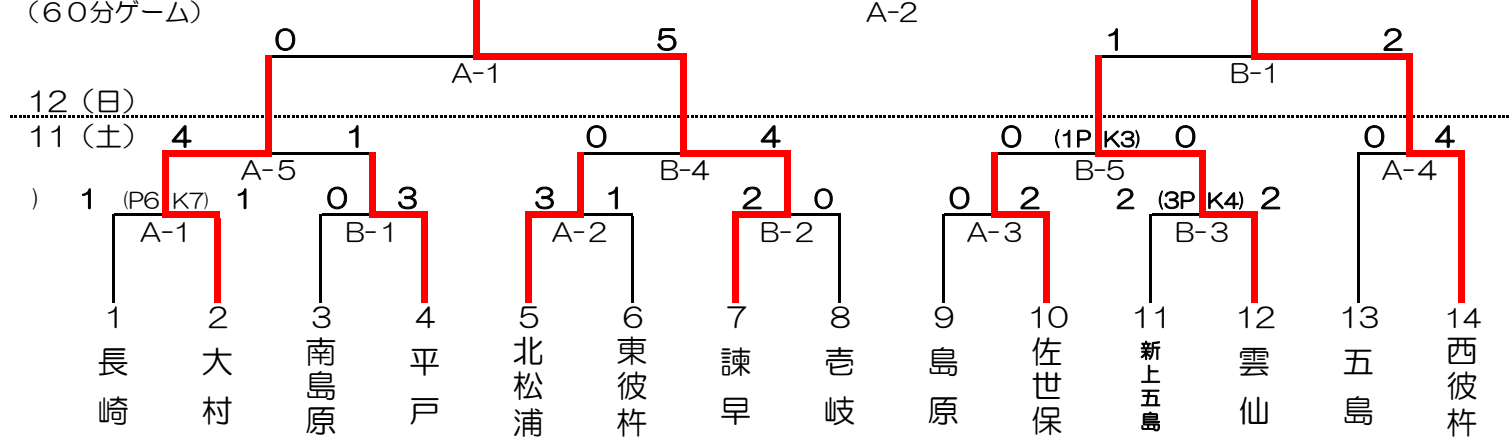 （６０分ゲーム）
A-2
0 5 1 2
A-1 B-1
12（日）
11（土） 4 1 0 4 0 (1P K3) 0 0 4
A-5 B-4 B-5 A-4
） 1 (P6 K7) 1 0 3 3 1 2 0 0 2 2 (3P K4) 2
A-1 B-1 A-2 B-2 A-3 B-3
1 2 3 4 5 6 7 8 9 10 11 12 13 14
長崎
大村
南島原
平戸
北松浦
東彼杵
諫早
壱岐
島原
佐世保
新上五島
雲仙
五島
西彼杵